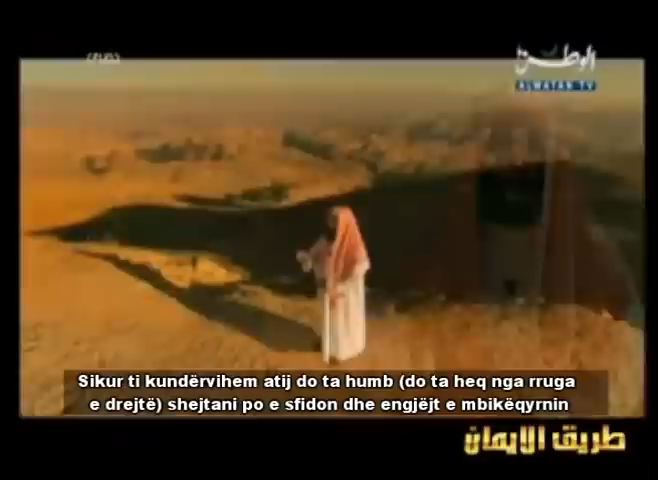 الوطن
ALWATAN TV
Sikur ti kundërvihem atij do ta humb (do ta heq nga rruga
e drejtë) shejtani po e sfidon dhe engjëjt e mbikëqyrnin
طريق الايمان